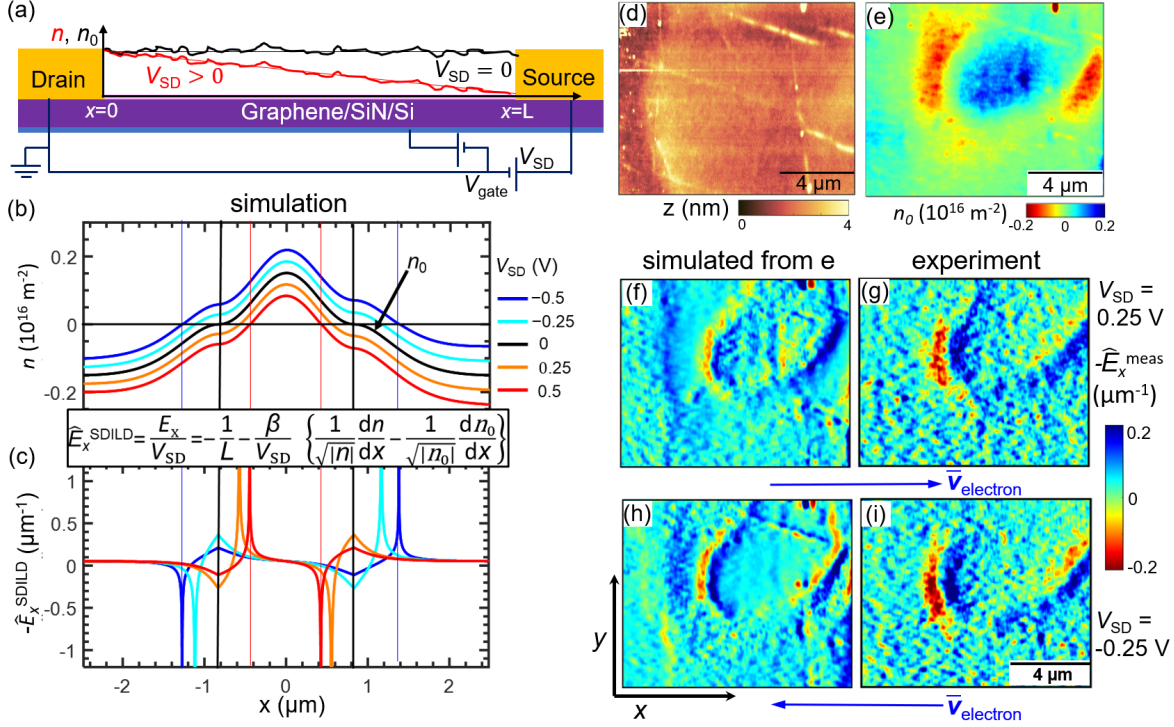 (a)
n, n₀
Drain
V_SD > 0
V_SD = 0
Source
x=0
Graphene/SiN/Si
x=L
V_SD
V_gate
(b)
simulation
n₀
n (10¹⁶ m⁻²)
0.2
0
-0.2
V_SD (V)
−0.5
−0.25
0
0.25
0.5
Ê_x^SDILD = E_x/V_SD = - 1/L - β/V_SD { 1/√|n| dn/dx - 1/√|n₀| dn₀/dx }
(c)
-Ê_x^SDILD (μm⁻¹)
1
0.5
0
-0.5
-1
-2 -1 0 1 2
x (μm)
(d)
4 μm
z (nm)
0 4
(e)
4 μm
n₀ (10¹⁶ m⁻²)
-0.2 0.2
simulated from e
experiment
(f)
(g)
V_SD =
0.25 V
-Ê_x^meas
(μm⁻¹)
0.2
0
-0.2
v̅_electron
(h)
(i)
V_SD =
-0.25 V
4 μm
y
x
v̅_electron